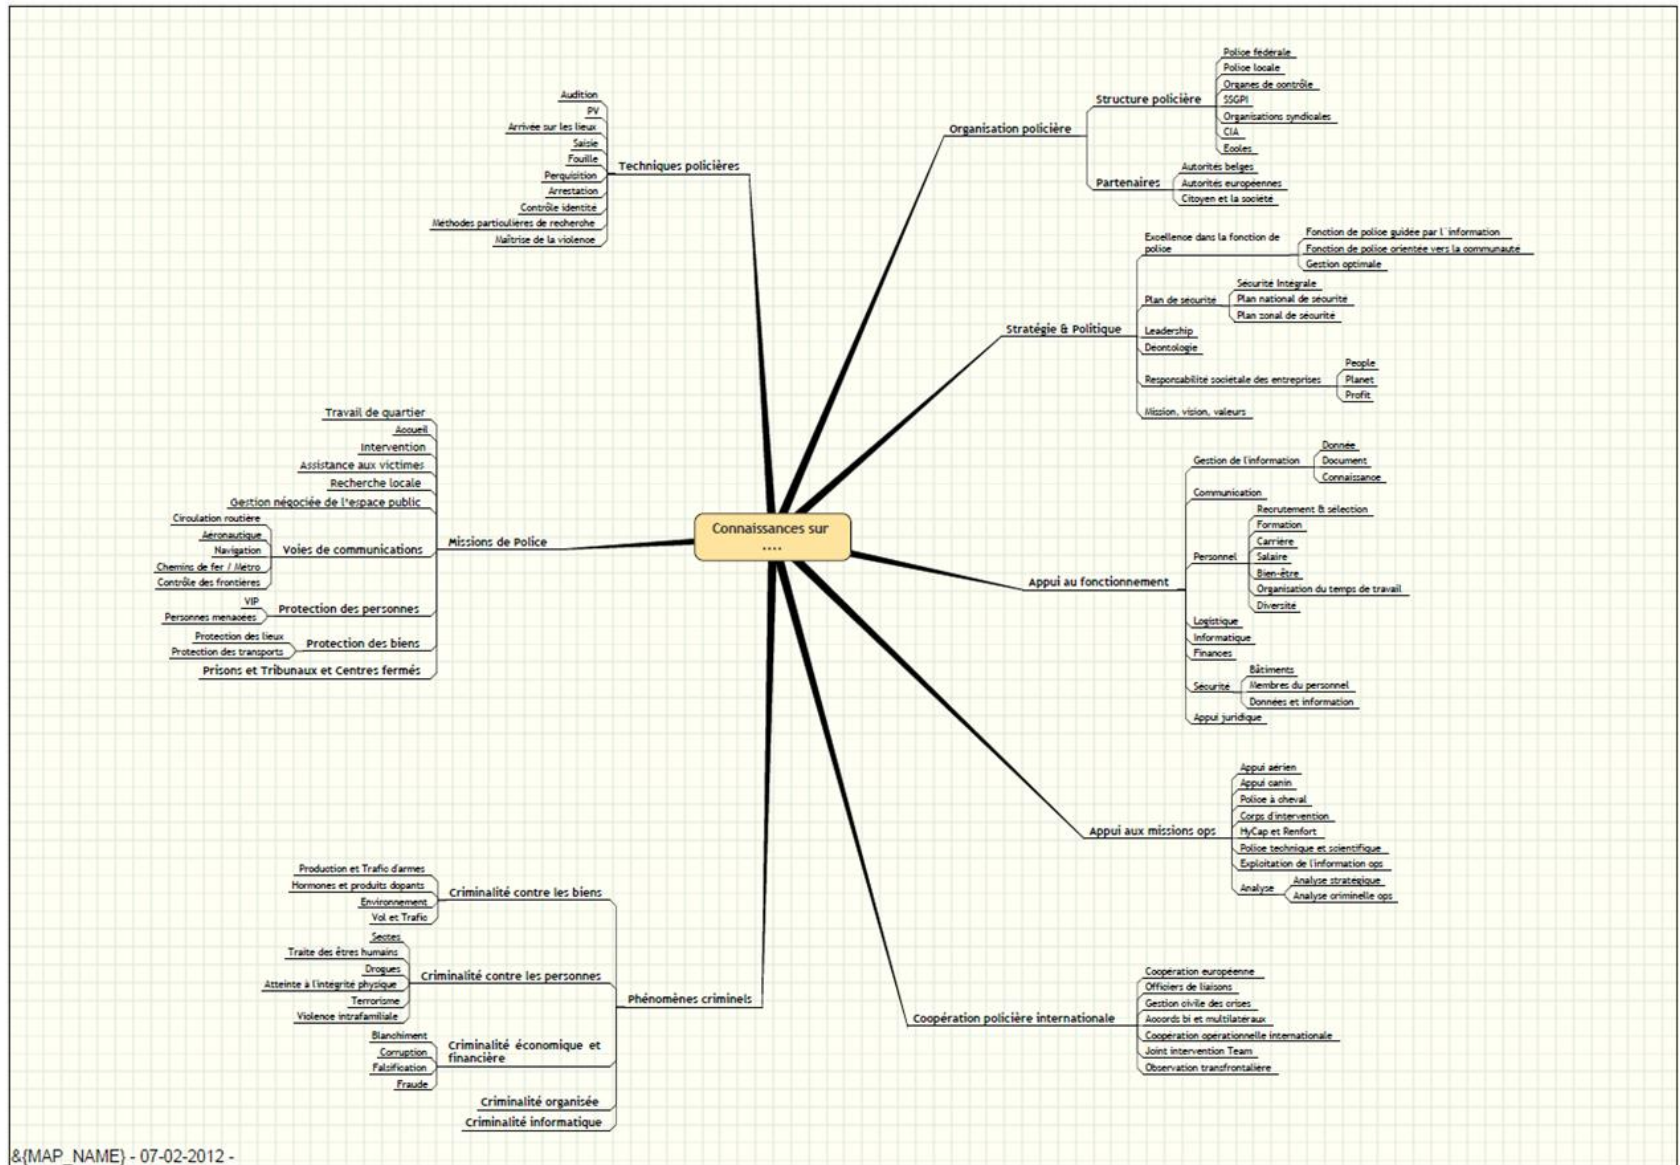 Connaissances sur
....
Organisation policière
Structure policière
Police fédérale
Police locale
Organes de contrôle
SSGPI
Organisations syndicales
CIA
Ecoles
Partenaires
Autorités belges
Autorités européennes
Citoyen et la société
Stratégie & Politique
Excellence dans la fonction de
police
Fonction de police guidée par l'information
Fonction de police orientée vers la communauté
Gestion optimale
Plan de sécurité
Sécurité Intégrale
Plan national de sécurité
Plan zonal de sécurité
Leadership
Déontologie
Responsabilité sociétale des entreprises
People
Planet
Profit
Mission, vision, valeurs
Appui au fonctionnement
Gestion de l'information
Donnée
Document
Connaissance
Communication
Personnel
Recrutement & sélection
Formation
Carrière
Salaire
Bien-être
Organisation du temps de travail
Diversité
Logistique
Informatique
Finances
Sécurité
Bâtiments
Membres du personnel
Données et information
Appui juridique
Appui aux missions ops
Appui aérien
Appui canin
Police à cheval
Corps d'intervention
HyCap et Renfort
Police technique et scientifique
Exploitation de l'information ops
Analyse
Analyse stratégique
Analyse criminelle ops
Coopération policière internationale
Coopération européenne
Officiers de liaisons
Gestion civile des crises
Accords bi et multilatéraux
Coopération opérationnelle internationale
Joint intervention Team
Observation transfrontalière
Techniques policières
Audition
PV
Arrivée sur les lieux
Saisie
Fouille
Perquisition
Arrestation
Contrôle identité
Méthodes particulières de recherche
Maîtrise de la violence
Missions de Police
Travail de quartier
Accueil
Intervention
Assistance aux victimes
Recherche locale
Gestion négociée de l'espace public
Voies de communications
Circulation routière
Aéronautique
Navigation
Chemins de fer / Métro
Contrôle des frontières
Protection des personnes
VIP
Personnes menacées
Protection des biens
Protection des lieux
Protection des transports
Prisons et Tribunaux et Centres fermés
Phénomènes criminels
Criminalité contre les biens
Production et Trafic d'armes
Hormones et produits dopants
Environnement
Vol et Trafic
Criminalité contre les personnes
Sectes
Traite des êtres humains
Drogues
Atteinte à l'intégrité physique
Terrorisme
Violence intrafamiliale
Criminalité économique et
financière
Blanchiment
Corruption
Falsification
Fraude
Criminalité organisée
Criminalité informatique
&{MAP_NAME} - 07-02-2012 -